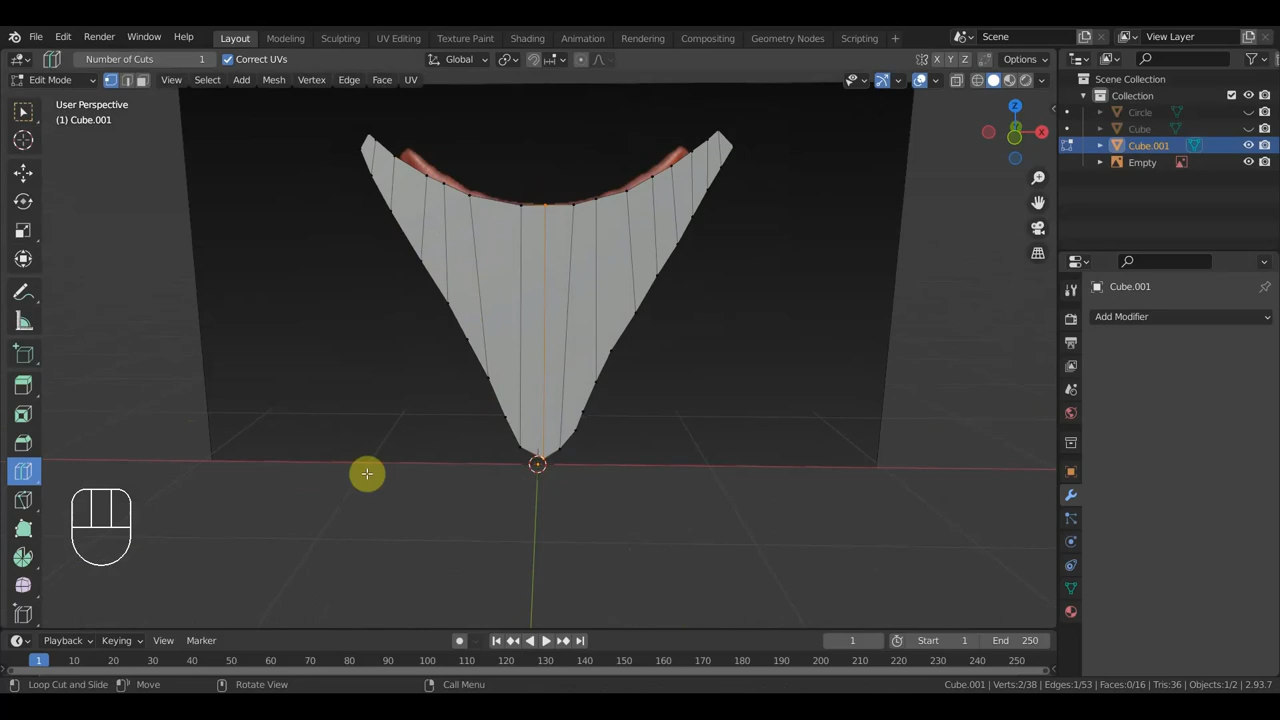 File Edit Render Window Help Layout Modeling Sculpting UV Editing Texture Paint Shading Animation Rendering Compositing Geometry Nodes Scripting + Scene View Layer
Number of Cuts 1 Correct UVs Global X Y Z Options
Edit Mode View Select Add Mesh Vertex Edge Face UV
User Perspective
(1) Cube.001
Z
X
Y
Scene Collection
Collection
Circle
Cube
Cube.001
Empty
Cube.001
Add Modifier
Playback Keying View Marker 1 Start 1 End 250
1 10 20 30 40 50 60 70 80 90 100 110 120 130 140 150 160 170 180 190 200 210 220 230 240 250
Loop Cut and Slide Move Rotate View Call Menu Cube.001 | Verts:2/38 | Edges:1/53 | Faces:0/16 | Tris:36 | Objects:1/2 | 2.93.7